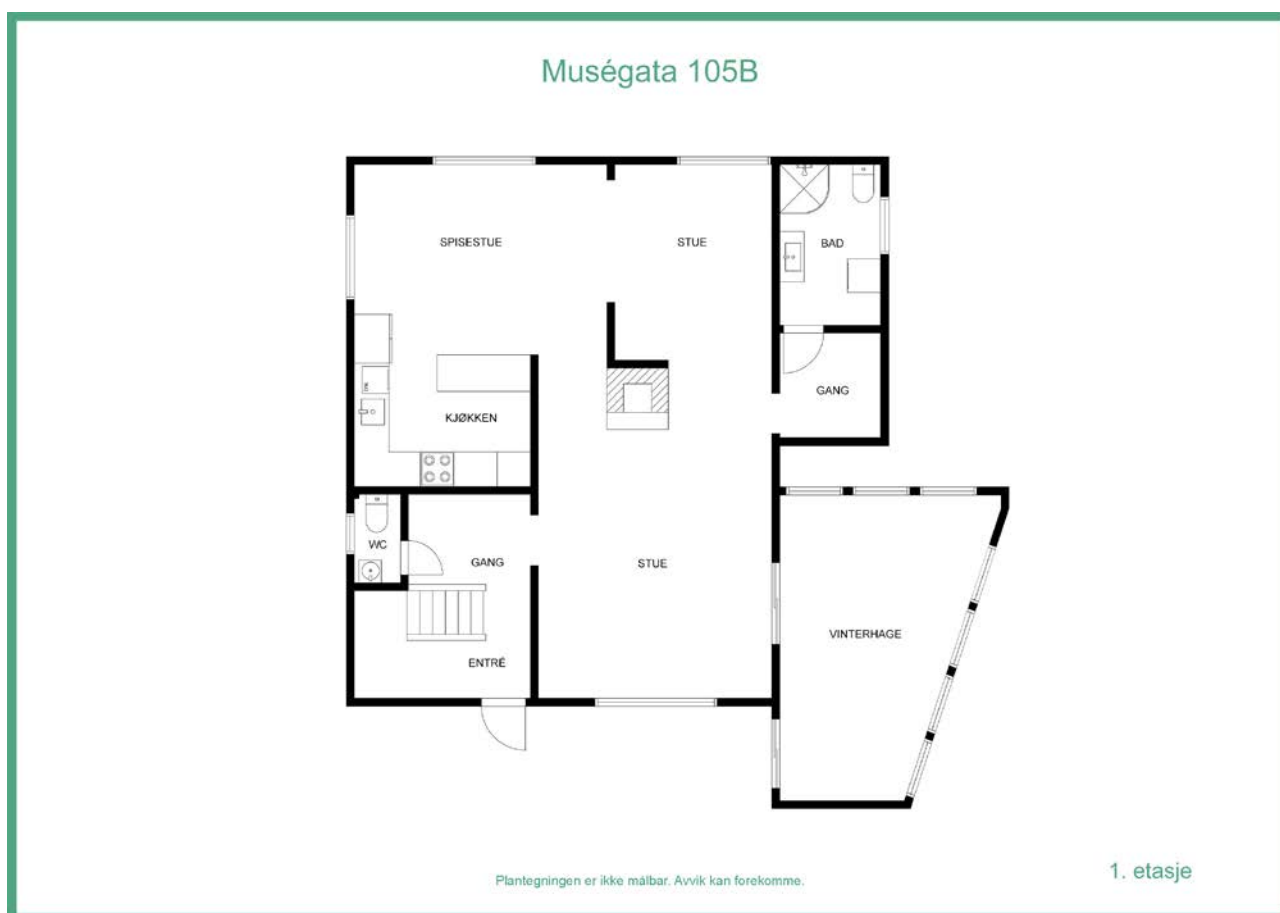 Muségata 105B
SPISESTUE
STUE
BAD
GANG
KJØKKEN
WC
GANG
STUE
VINTERHAGE
ENTRÉ
Plantegningen er ikke målbar. Avvik kan forekomme.
1. etasje